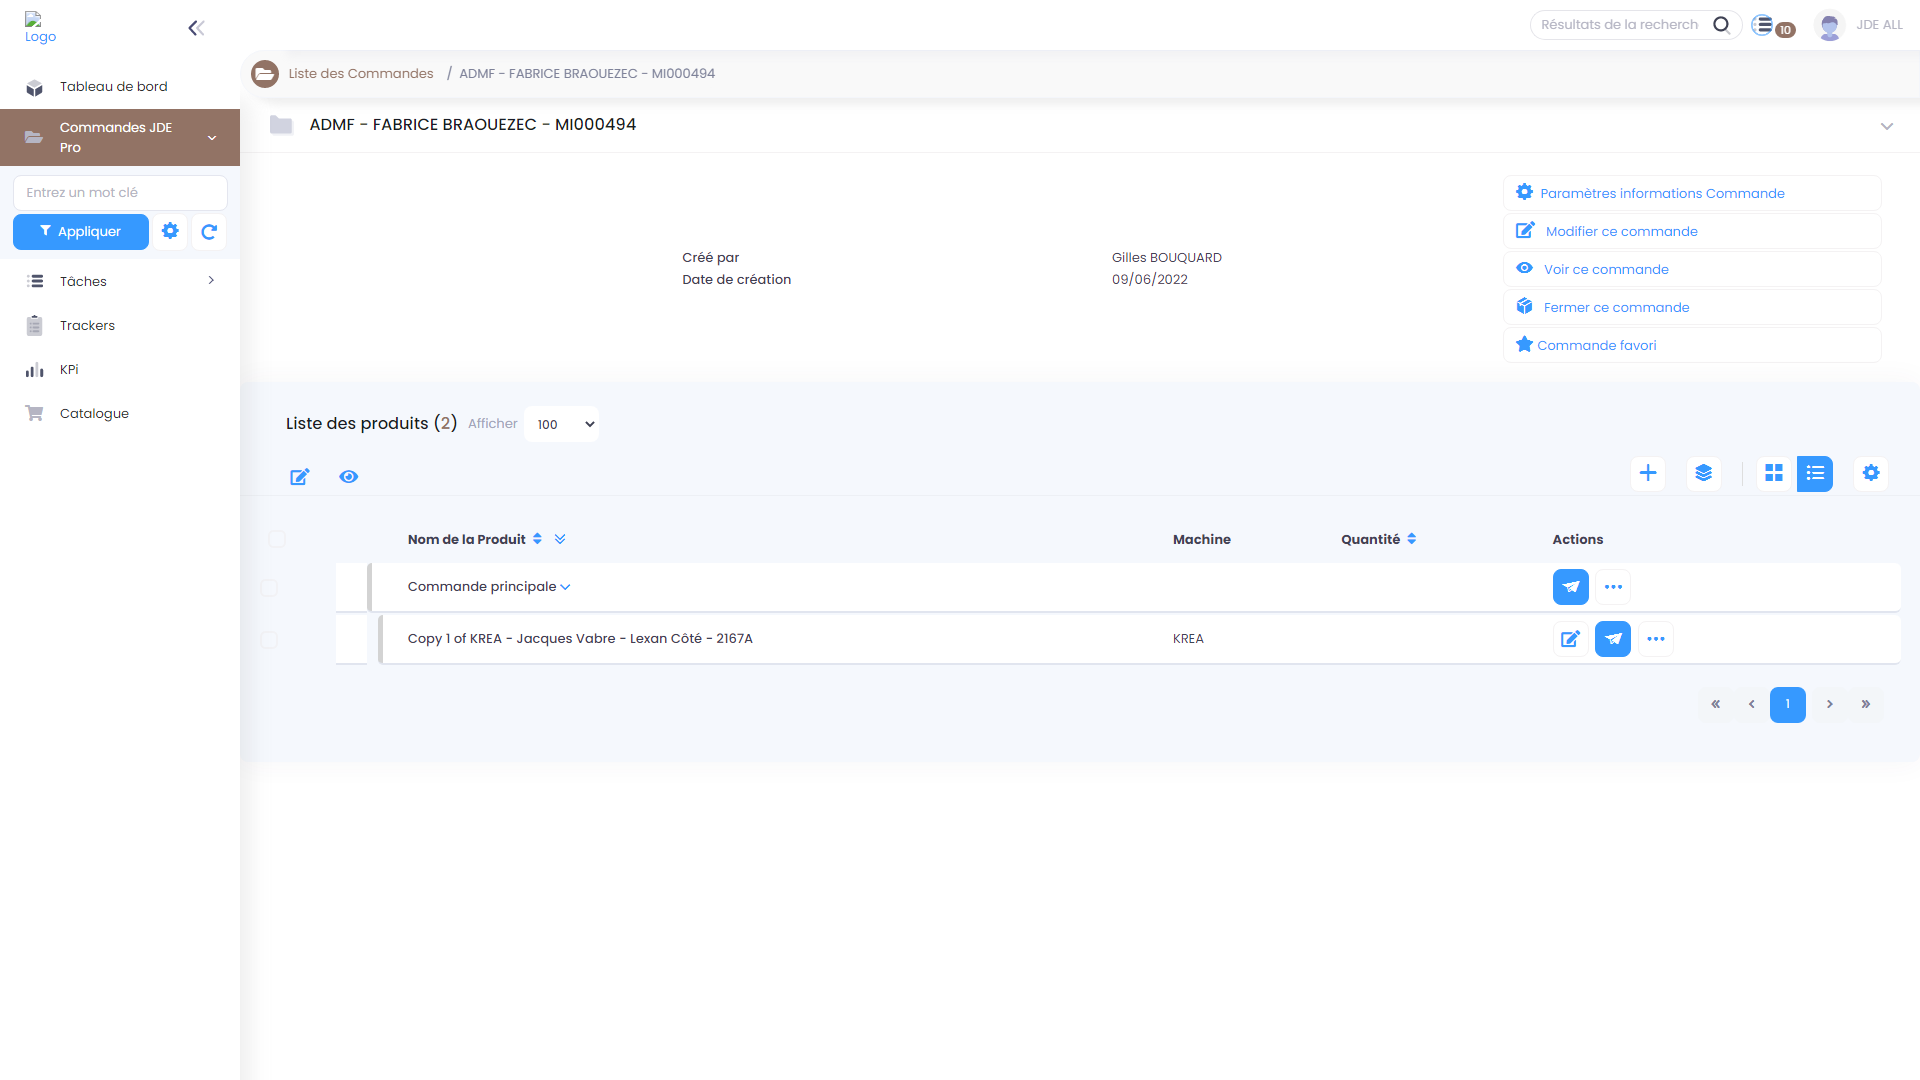 Logo
Résultats de la recherch
10
JDE ALL
Tableau de bord
Commandes JDE Pro
Entrez un mot clé
Appliquer
Tâches
Trackers
KPi
Catalogue
Liste des Commandes / ADMF - FABRICE BRAOUEZEC - MI000494
ADMF - FABRICE BRAOUEZEC - MI000494
Créé par Gilles BOUQUARD
Date de création 09/06/2022
Paramètres informations Commande
Modifier ce commande
Voir ce commande
Fermer ce commande
Commande favori
Liste des produits (2) Afficher 100
Nom de la Produit Machine Quantité Actions
Commande principale
Copy 1 of KREA - Jacques Vabre - Lexan Côté - 2167A KREA
« ‹ 1 › »